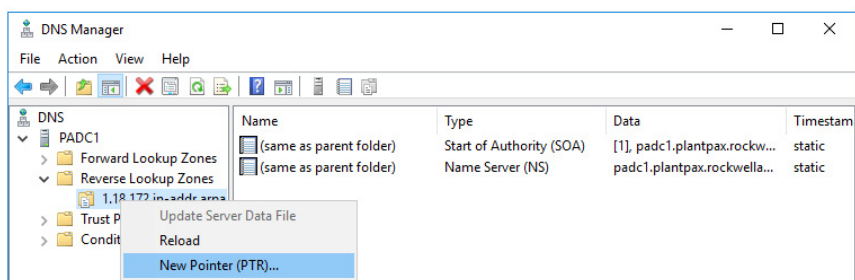 DNS Manager
File Action View Help
DNS
PADC1
Forward Lookup Zones
Reverse Lookup Zones
1.18.172.in-addr.arpa
Trust P
Condit
Name Type Data Timestam
(same as parent folder) Start of Authority (SOA) [1], padc1.plantpax.rockw... static
(same as parent folder) Name Server (NS) padc1.plantpax.rockwella... static
Update Server Data File
Reload
New Pointer (PTR)...